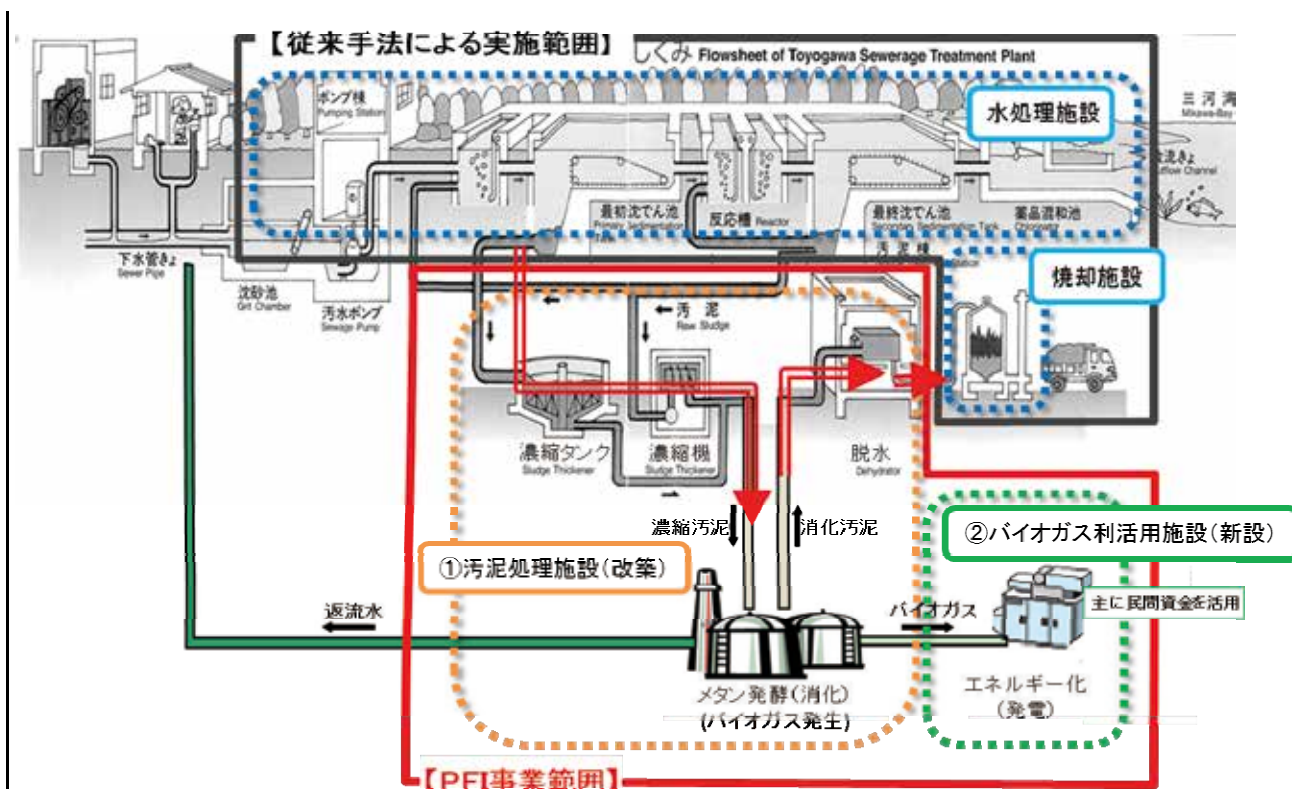 【従来手法による実施範囲】
しくみ Flowsheet of Toyogawa Sewerage Treatment Plant
ポンプ棟
Pumping Station
水処理施設
三河湾
Mikawa-Bay
流きょ
Outflow Channel
最初沈でん池
Primary Sedimentation
Tank
反応槽 Reactor
最終沈でん池
Secondary Sedimentation Tank
薬品混和池
Chlorinator
汚泥棟
下水管きょ
Sewer Pipe
沈砂池
Grit Chamber
汚水ポンプ
Sewage Pump
焼却施設
汚泥
Raw Sludge
濃縮タンク
Sludge Thickener
濃縮機
Sludge Thickener
脱水
Dehydrator
濃縮汚泥
消化汚泥
①汚泥処理施設(改築)
②バイオガス利活用施設(新設)
主に民間資金を活用
返流水
バイオガス
メタン発酵(消化)
(バイオガス発生)
エネルギー化
(発電)
【PFI事業範囲】